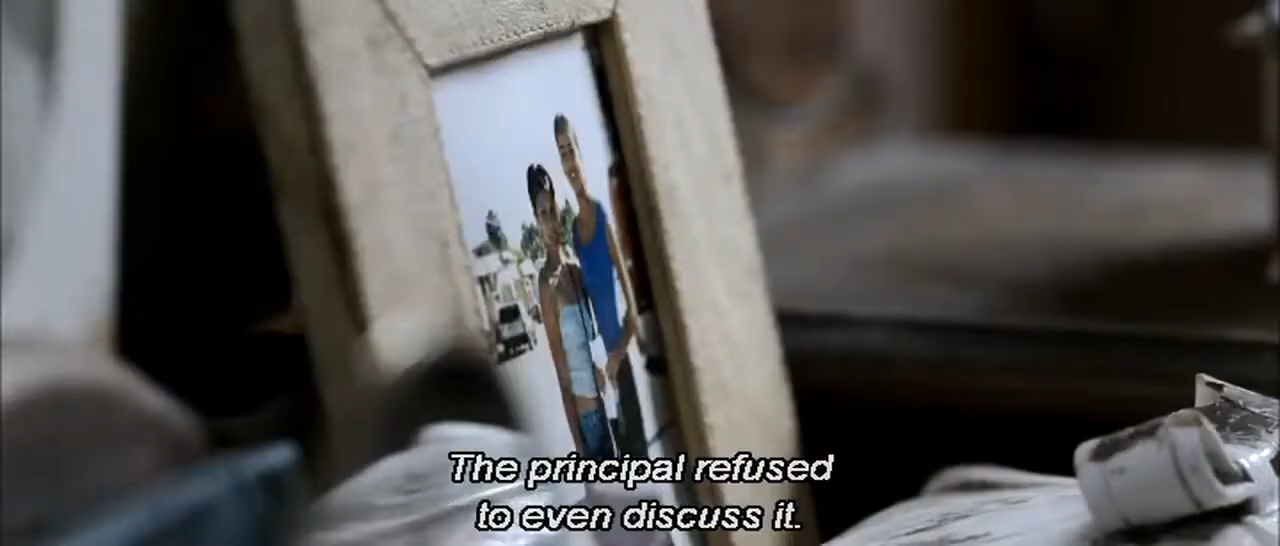 The principal refused
to even discuss it.